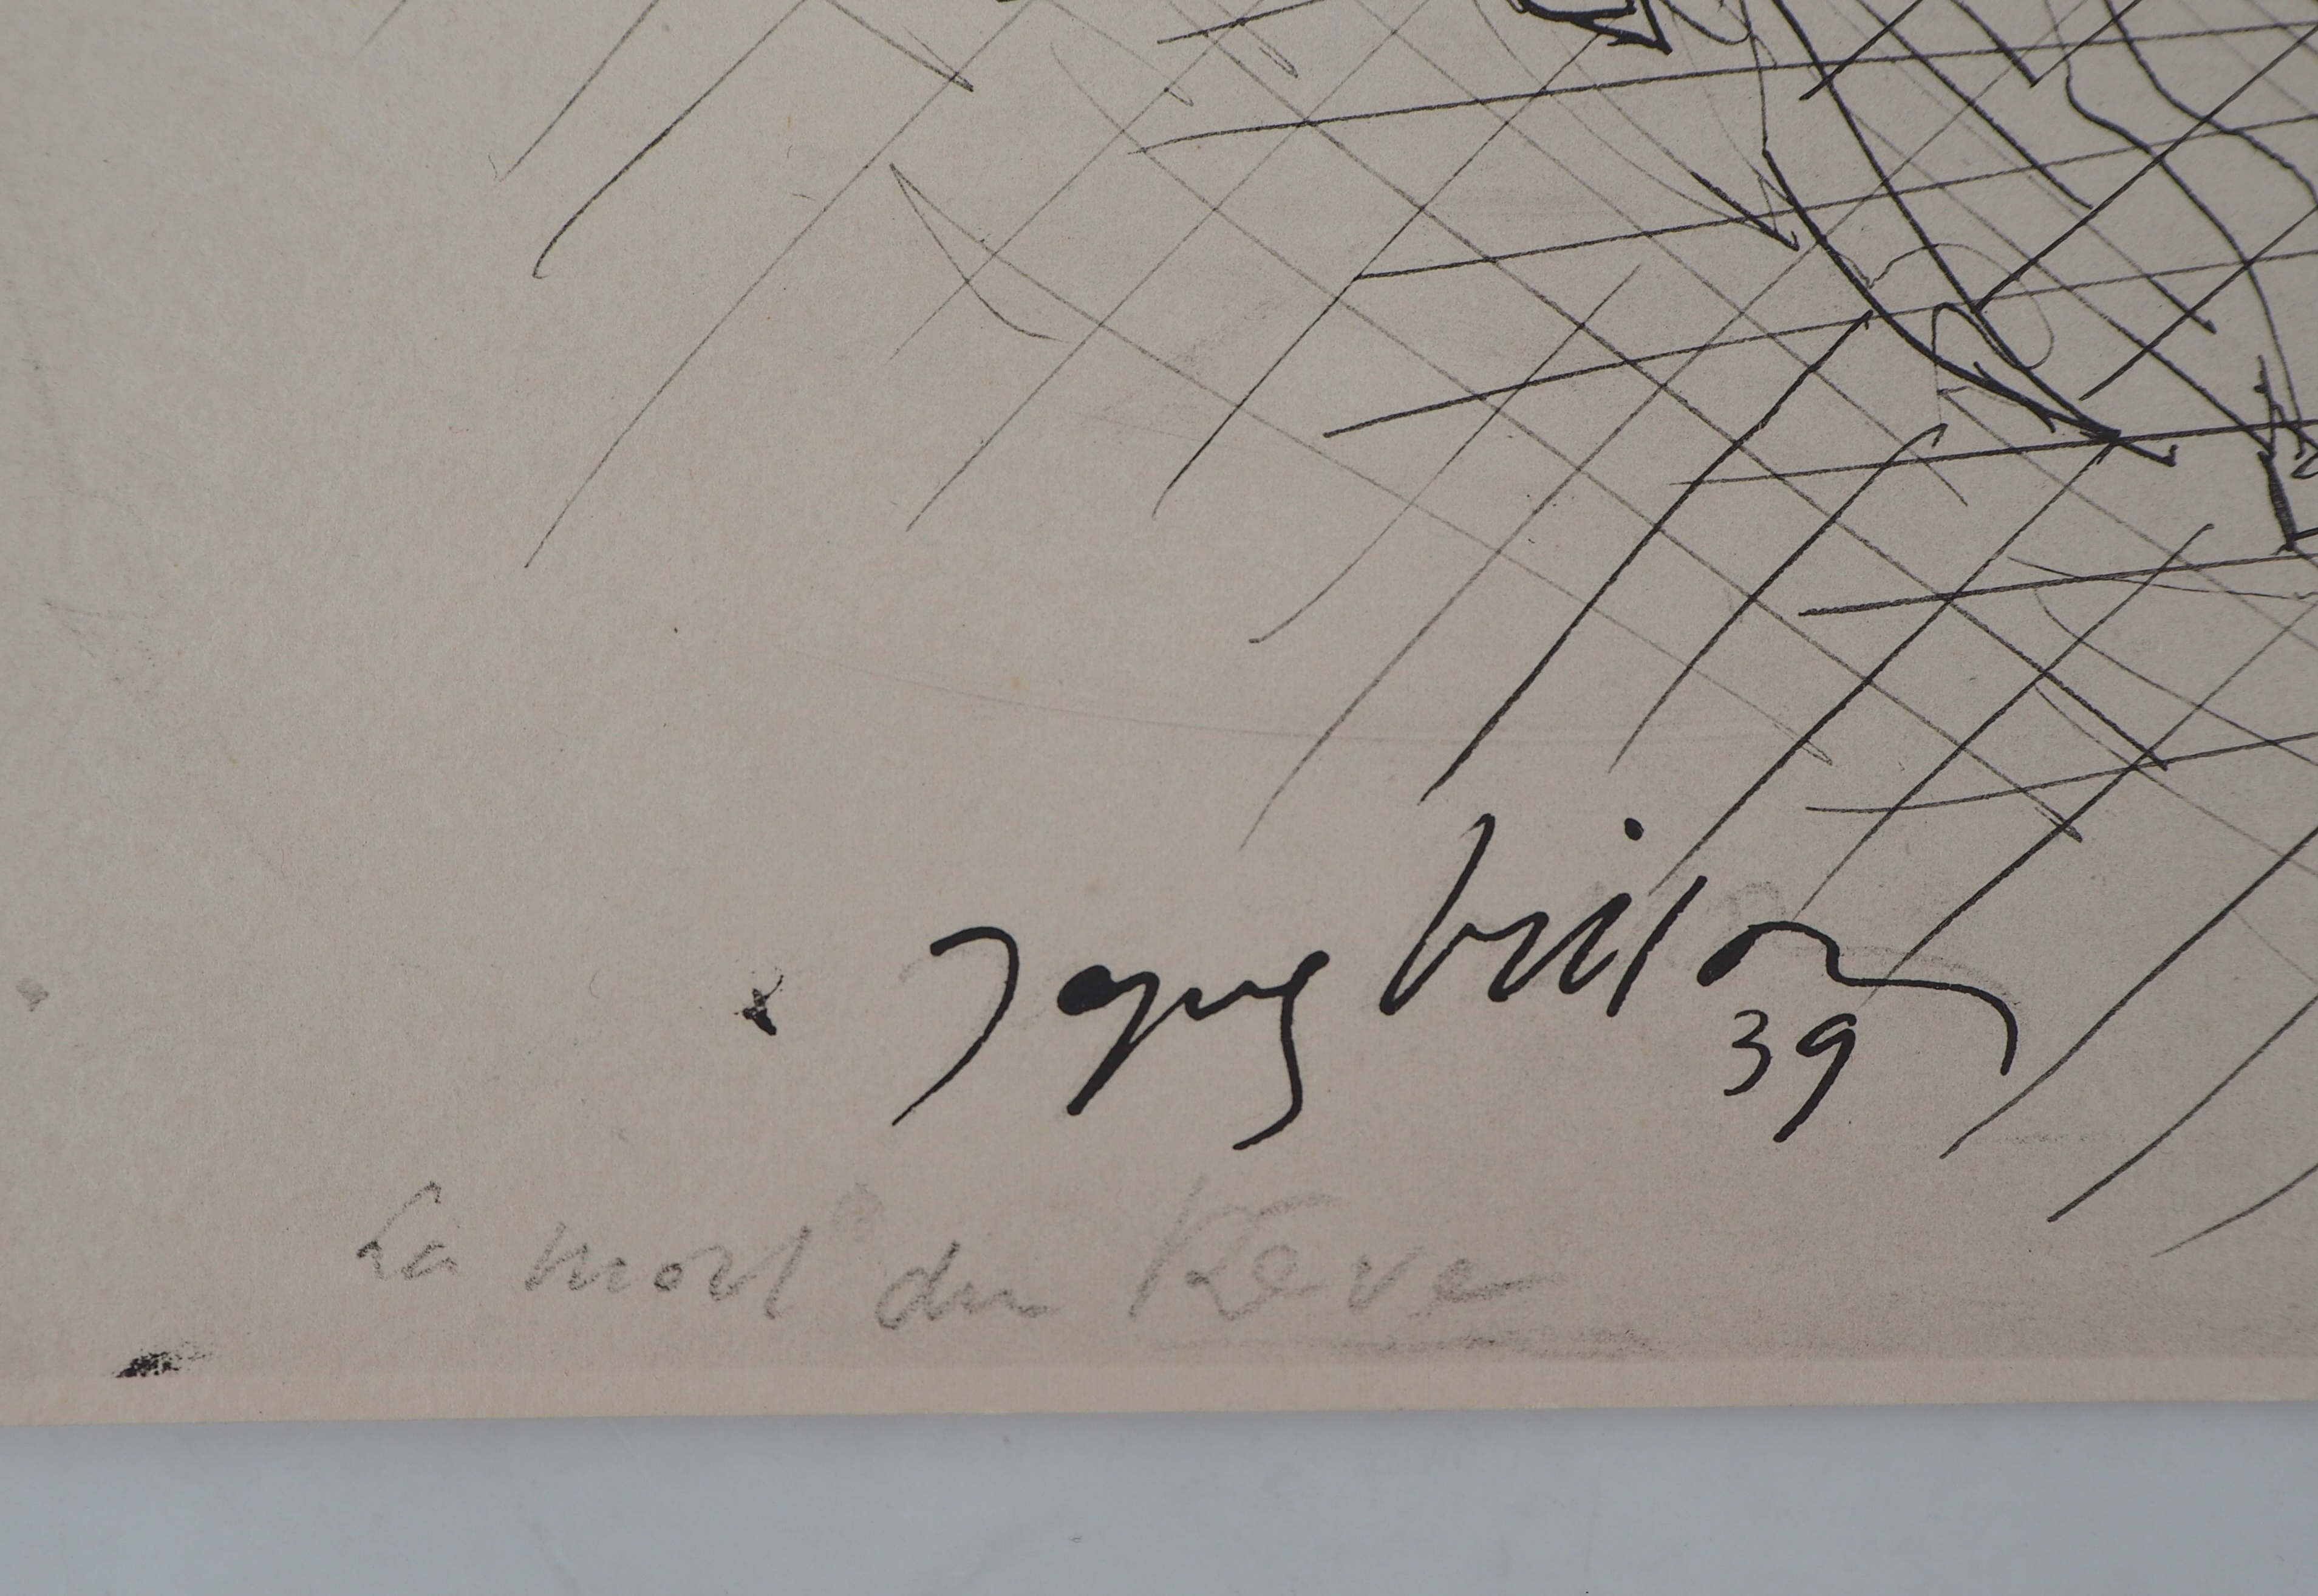 Jacques Villon
39
La mort du Rêve